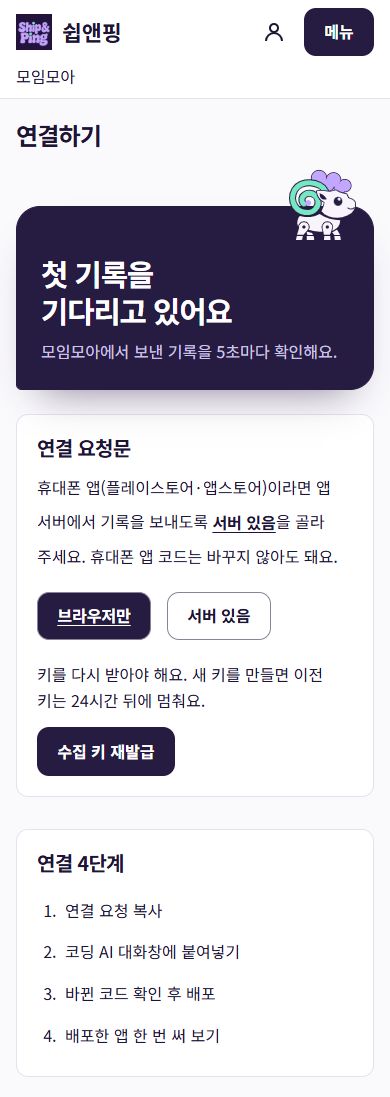 Ship&
Ping
쉽앤핑
메뉴
모임모아
연결하기
첫 기록을
기다리고 있어요
모임모아에서 보낸 기록을 5초마다 확인해요.
연결 요청문
휴대폰 앱(플레이스토어·앱스토어)이라면 앱
서버에서 기록을 보내도록 서버 있음을 골라
주세요. 휴대폰 앱 코드는 바꾸지 않아도 돼요.
브라우저만
서버 있음
키를 다시 받아야 해요. 새 키를 만들면 이전
키는 24시간 뒤에 멈춰요.
수집 키 재발급
연결 4단계
1. 연결 요청 복사
2. 코딩 AI 대화창에 붙여넣기
3. 바뀐 코드 확인 후 배포
4. 배포한 앱 한 번 써 보기